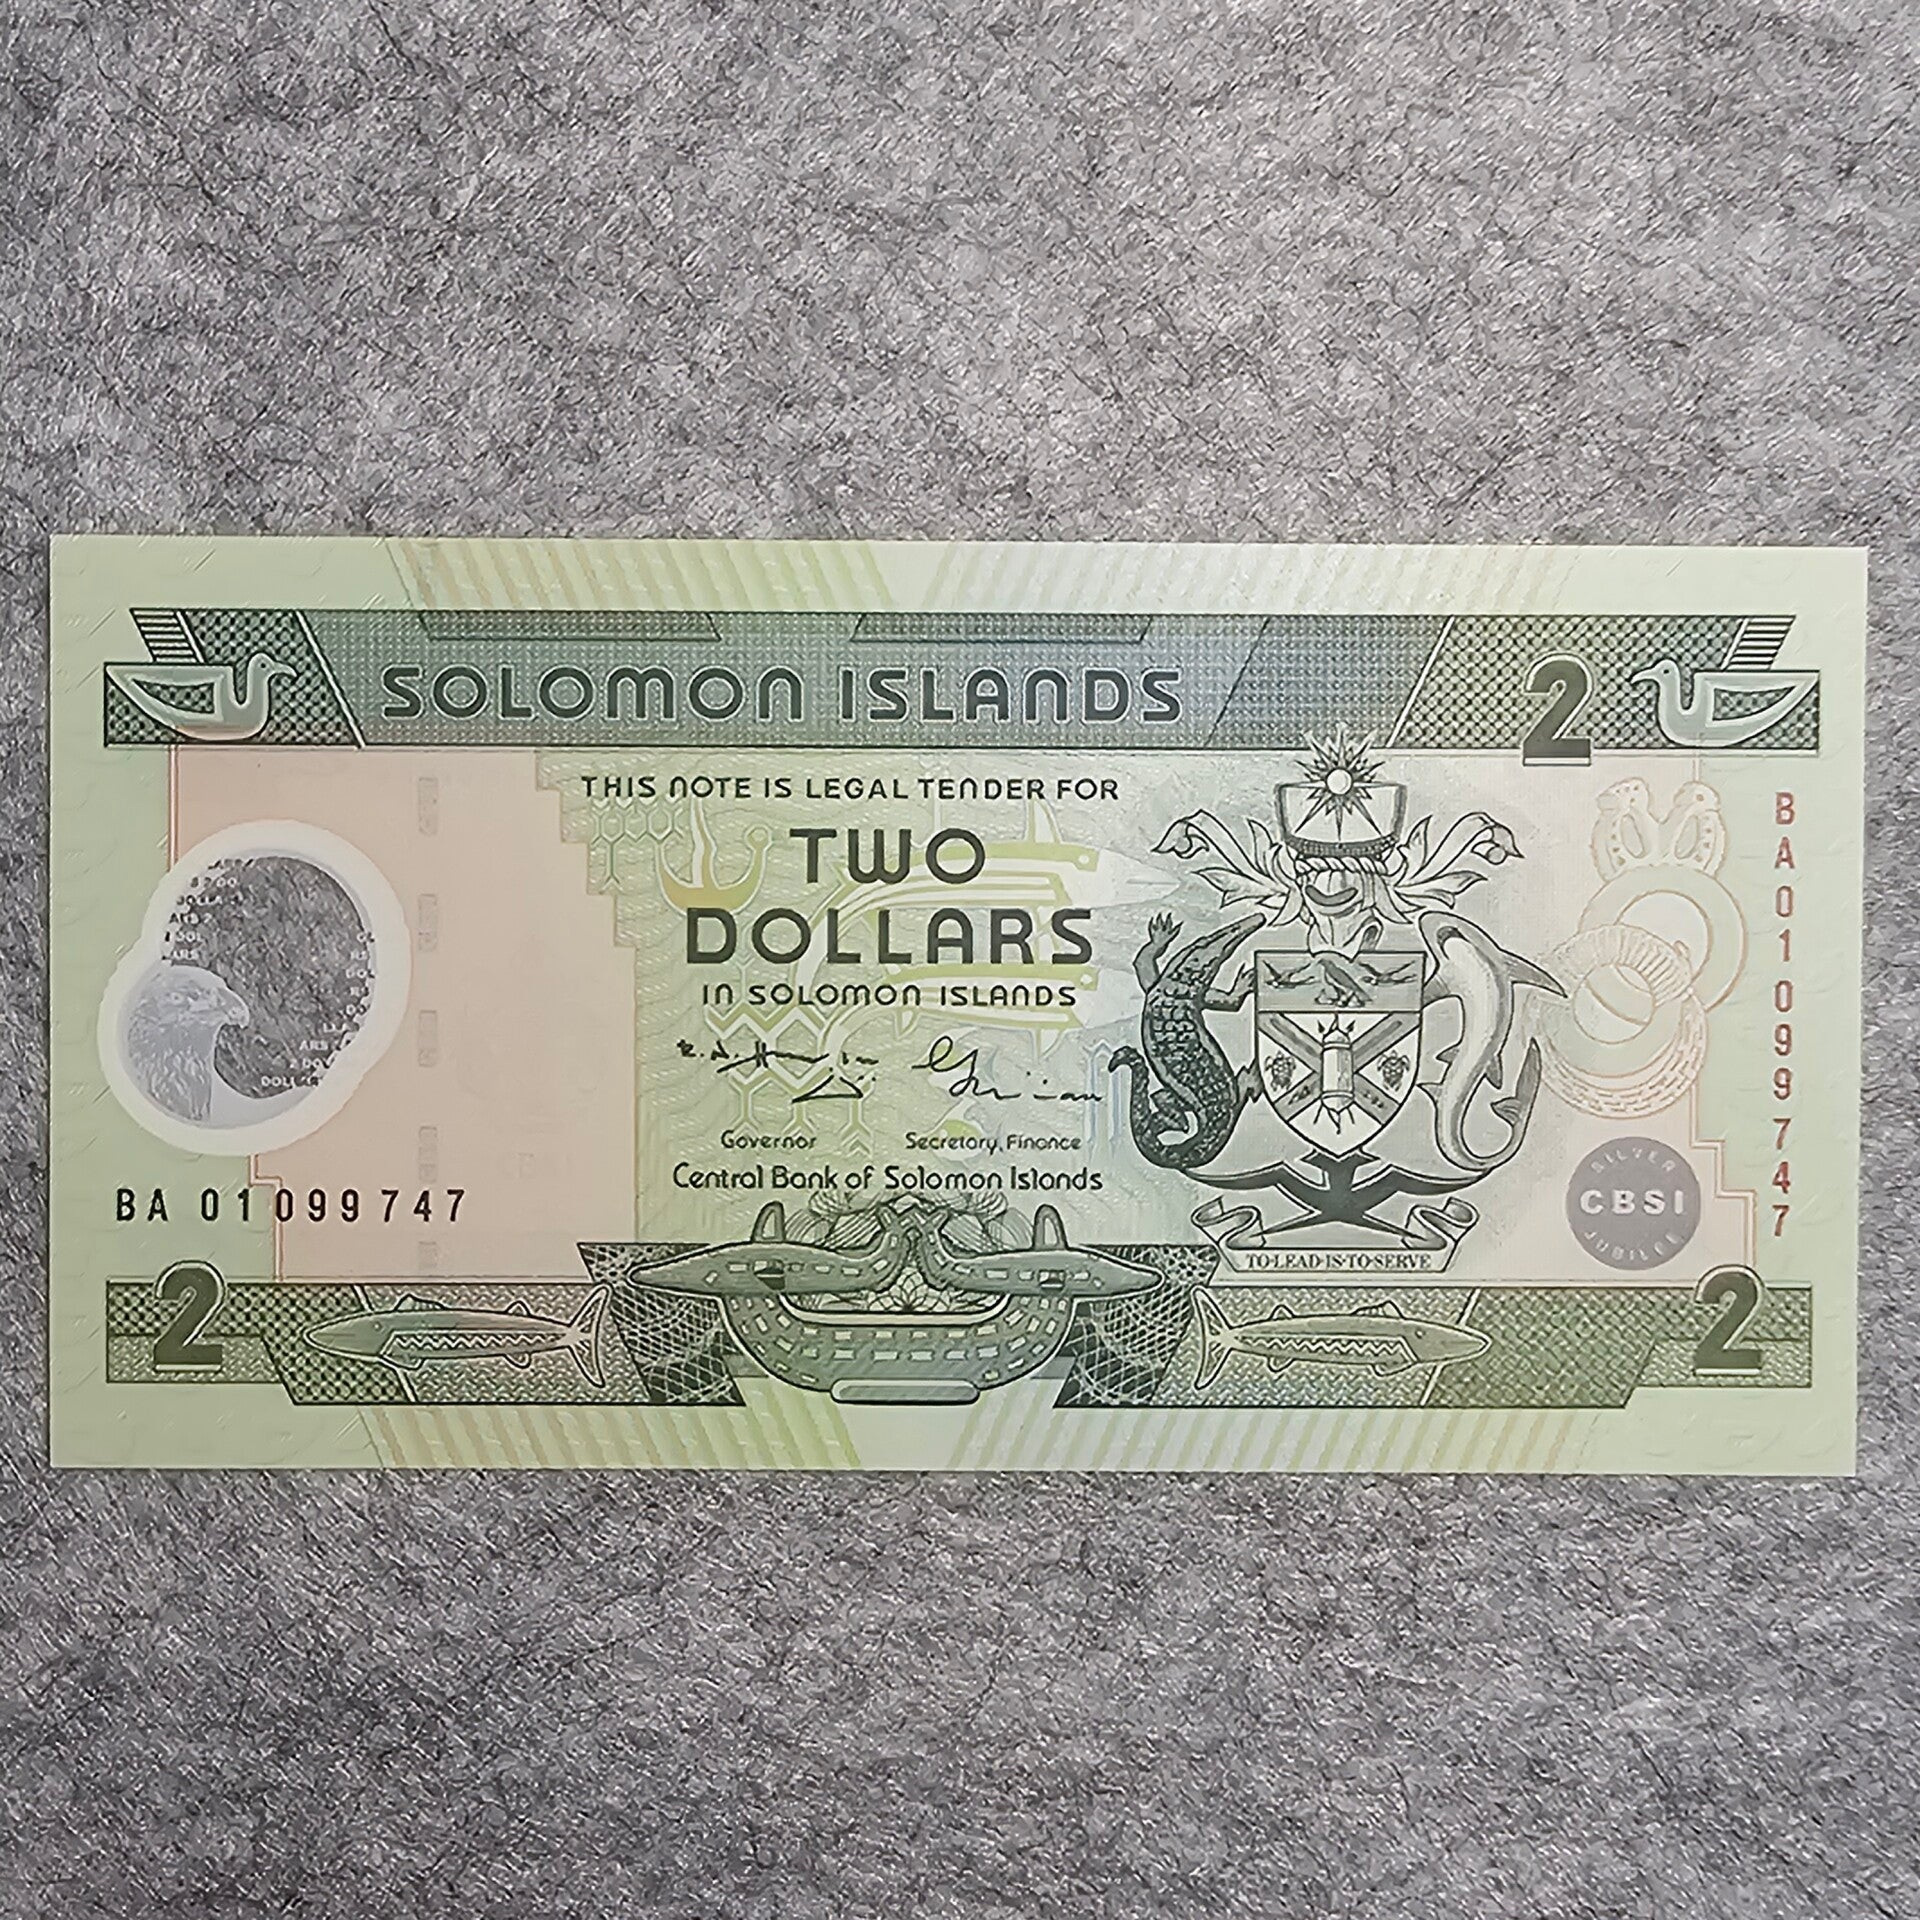 SOLOMON ISLANDS
2
THIS NOTE IS LEGAL TENDER FOR
TWO
DOLLARS
IN SOLOMON ISLANDS
Governor
Secretary, Finance
Central Bank of Solomon Islands
BA 01099747
BA01099747
SILVER
CBSI
JUBILEE
TO·LEAD·IS·TO·SERVE
2
2